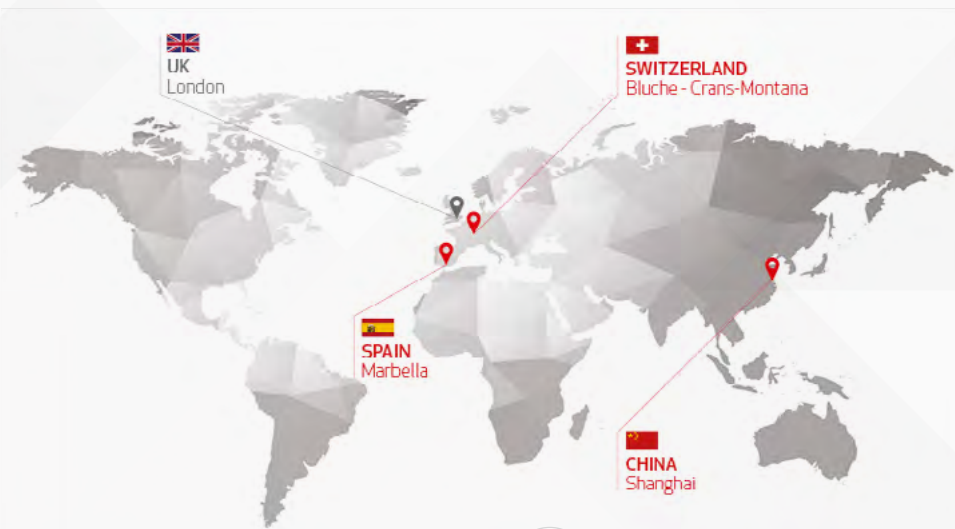 UK
London
SWITZERLAND
Bluche - Crans-Montana
SPAIN
Marbella
CHINA
Shanghai